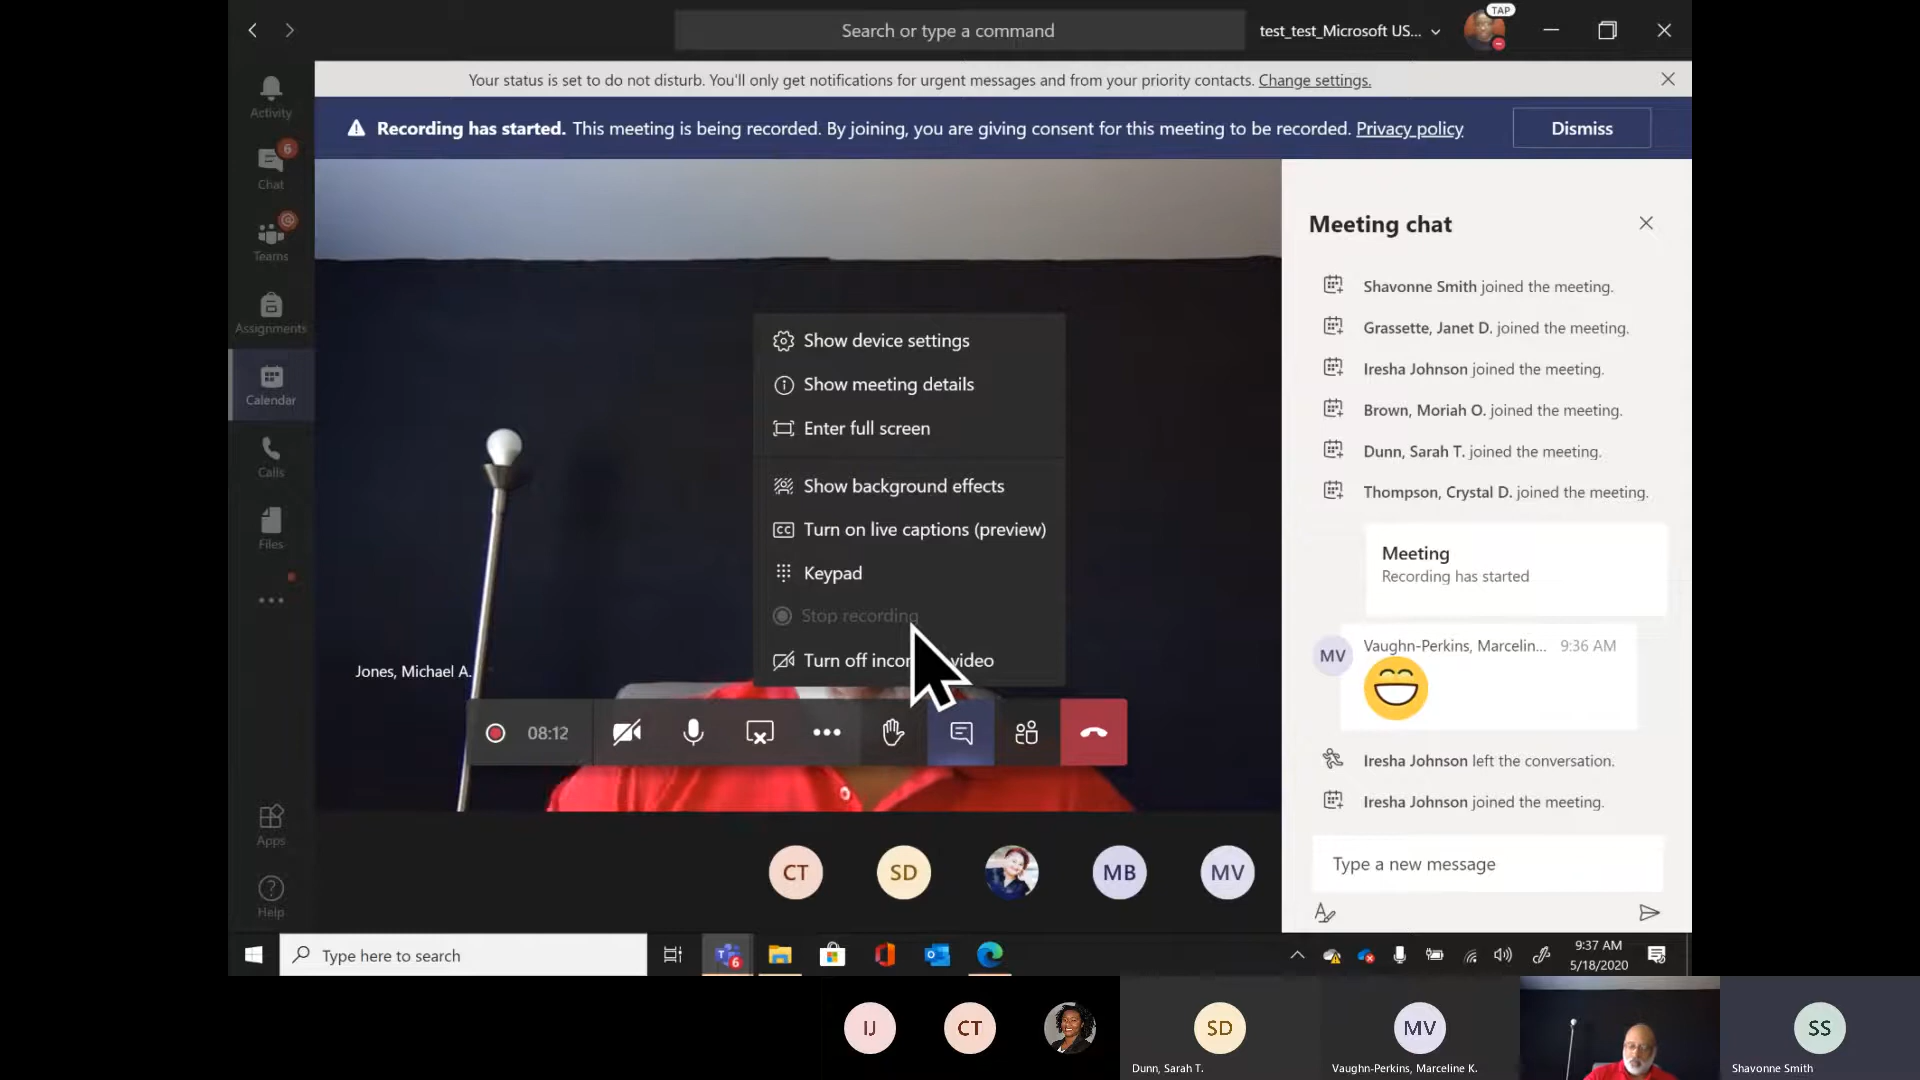 Search or type a command
test_test_Microsoft US...
TAP
Your status is set to do not disturb. You'll only get notifications for urgent messages and from your priority contacts. Change settings.
Recording has started. This meeting is being recorded. By joining, you are giving consent for this meeting to be recorded. Privacy policy
Dismiss
Activity
6
Chat
Teams
Assignments
Calendar
Calls
Files
Apps
Help
Show device settings
Show meeting details
Enter full screen
Show background effects
CC Turn on live captions (preview)
Keypad
Stop recording
Turn off inco video
Jones, Michael A.
08:12
CT
SD
MB
MV
Meeting chat
Shavonne Smith joined the meeting.
Grassette, Janet D. joined the meeting.
Iresha Johnson joined the meeting.
Brown, Moriah O. joined the meeting.
Dunn, Sarah T. joined the meeting.
Thompson, Crystal D. joined the meeting.
Meeting
Recording has started
MV
Vaughn-Perkins, Marcelin... 9:36 AM
Iresha Johnson left the conversation.
Iresha Johnson joined the meeting.
Type a new message
Type here to search
6
9:37 AM
5/18/2020
IJ
CT
SD
Dunn, Sarah T.
MV
Vaughn-Perkins, Marceline K.
SS
Shavonne Smith